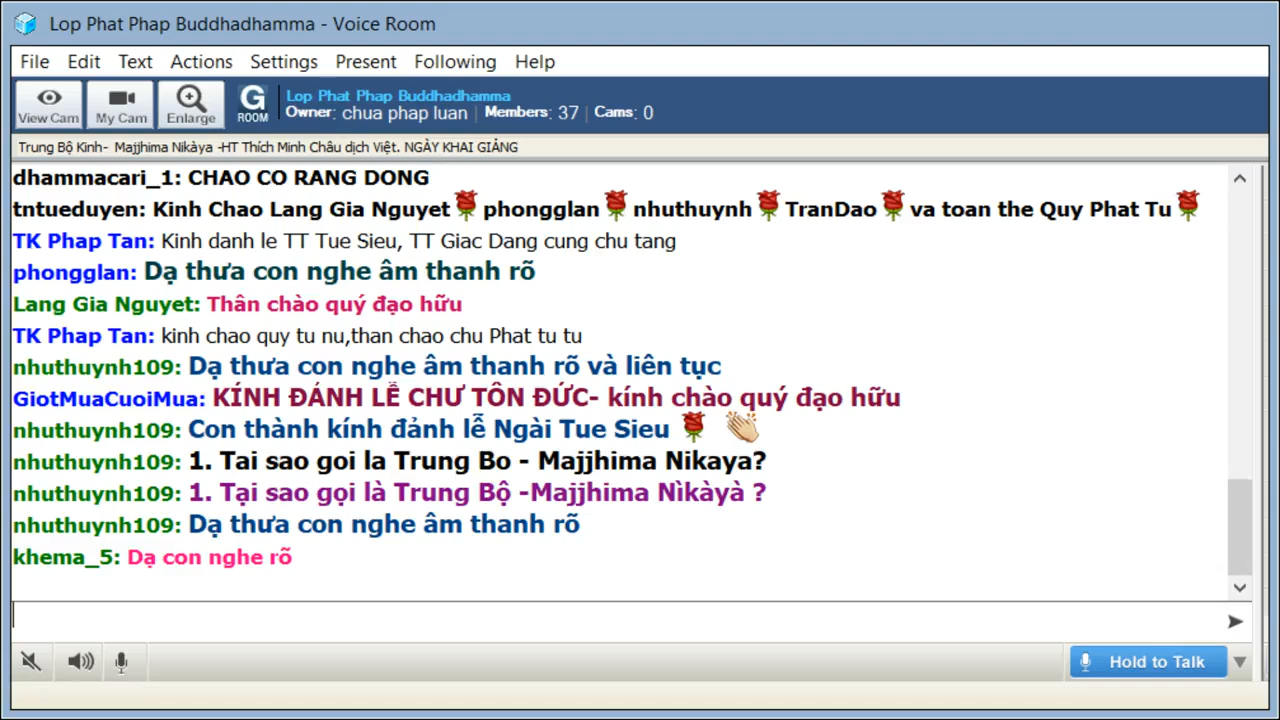 Lop Phat Phap Buddhadhamma - Voice Room
File Edit Text Actions Settings Present Following Help
View Cam My Cam Enlarge G ROOM Lop Phat Phap Buddhadhamma
Owner: chua phap luan | Members: 37 | Cams: 0
Trung Bộ Kinh- Majjhima Nikàya -HT Thích Minh Châu dịch Việt. NGÀY KHAI GIẢNG
dhammacari_1: CHAO CO RANG DONG
tntueduyen: Kinh Chao Lang Gia Nguyet phongglan nhuthuynh TranDao va toan the Quy Phat Tu
TK Phap Tan: Kinh danh le TT Tue Sieu, TT Giac Dang cung chu tang
phongglan: Dạ thưa con nghe âm thanh rõ
Lang Gia Nguyet: Thân chào quý đạo hữu
TK Phap Tan: kinh chao quy tu nu,than chao chu Phat tu tu
nhuthuynh109: Dạ thưa con nghe âm thanh rõ và liên tục
GiotMuaCuoiMua: KÍNH ĐÁNH LỄ CHƯ TÔN ĐỨC- kính chào quý đạo hữu
nhuthuynh109: Con thành kính đảnh lễ Ngài Tue Sieu
nhuthuynh109: 1. Tai sao goi la Trung Bo - Majjhima Nikaya?
nhuthuynh109: 1. Tại sao gọi là Trung Bộ -Majjhima Nìkàyà ?
nhuthuynh109: Dạ thưa con nghe âm thanh rõ
khema_5: Dạ con nghe rõ
Hold to Talk